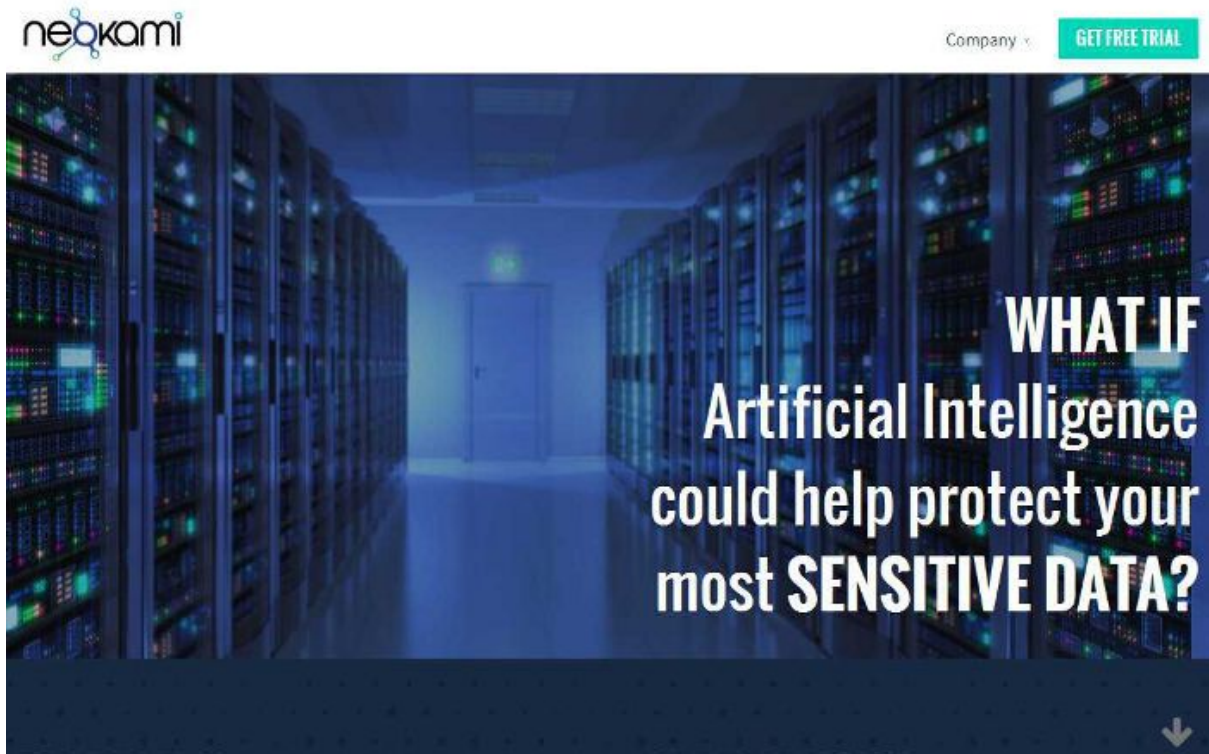 neokami
Company
GET FREE TRIAL
WHAT IF
Artificial Intelligence
could help protect your
most SENSITIVE DATA?